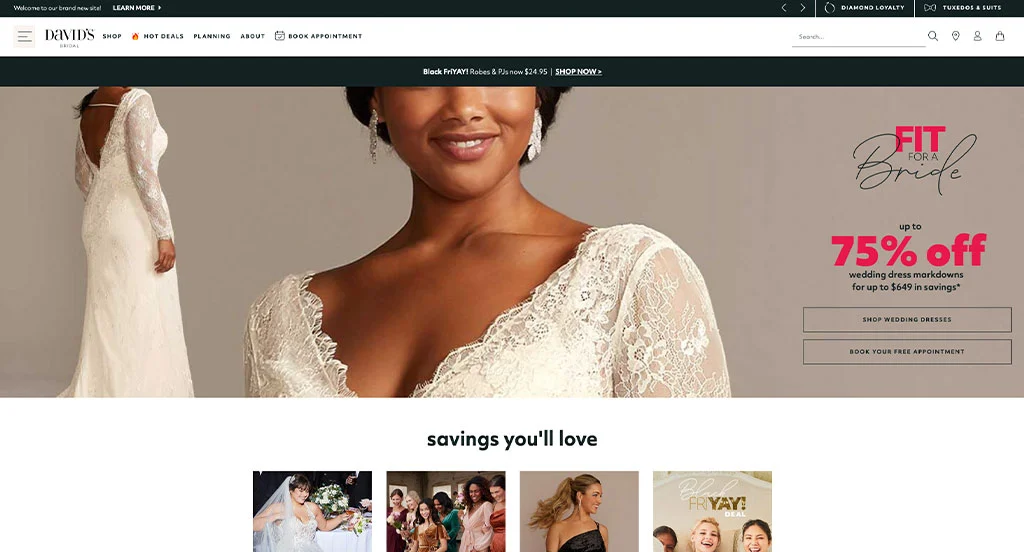 Welcome to our brand new site! LEARN MORE
DIAMOND LOYALTY
TUXEDOS & SUITS
DAVID'S
BRIDAL
SHOP
HOT DEALS
PLANNING
ABOUT
BOOK APPOINTMENT
Search...
Black FriYAY! Robes & PJs now $24.95 | SHOP NOW >
FIT
FOR A
Bride
up to
75% off
wedding dress markdowns
for up to $649 in savings*
SHOP WEDDING DRESSES
BOOK YOUR FREE APPOINTMENT
savings you'll love
Black
FRIYAY!
DEAL